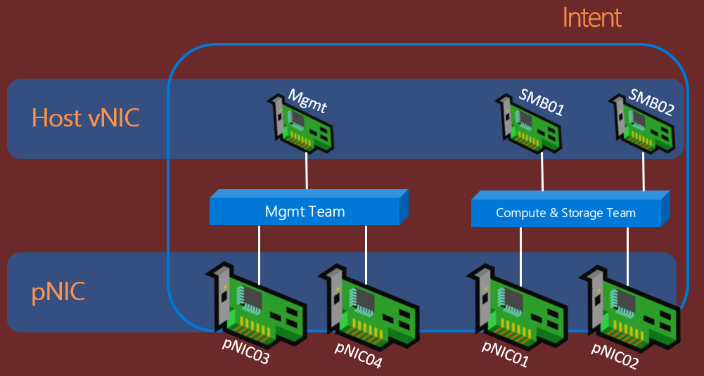 Intent
Host vNIC
Mgmt
SMB01
SMB02
Mgmt Team
Compute & Storage Team
pNIC
pNIC03
pNIC04
pNIC01
pNIC02